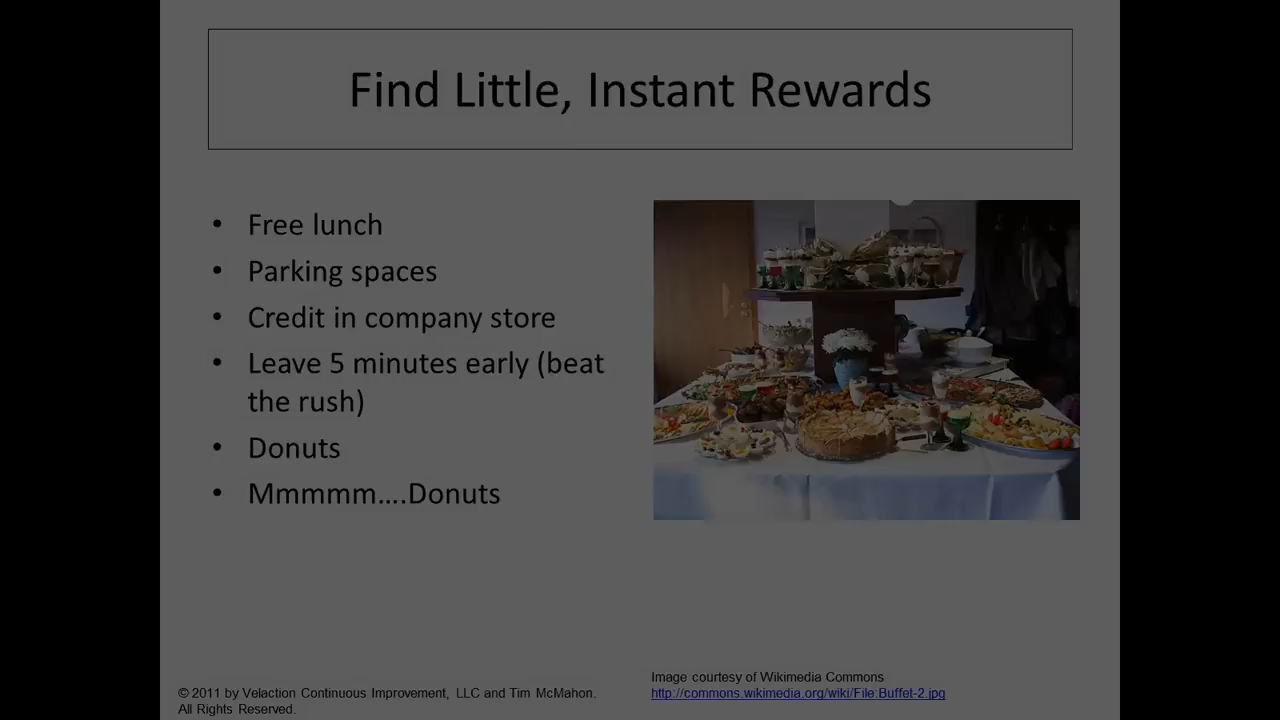 Find Little, Instant Rewards
• Free lunch
• Parking spaces
• Credit in company store
• Leave 5 minutes early (beat
the rush)
• Donuts
• Mmmmm....Donuts
Image courtesy of Wikimedia Commons
http://commons.wikimedia.org/wiki/File:Buffet-2.jpg
© 2011 by Velaction Continuous Improvement, LLC and Tim McMahon.
All Rights Reserved.